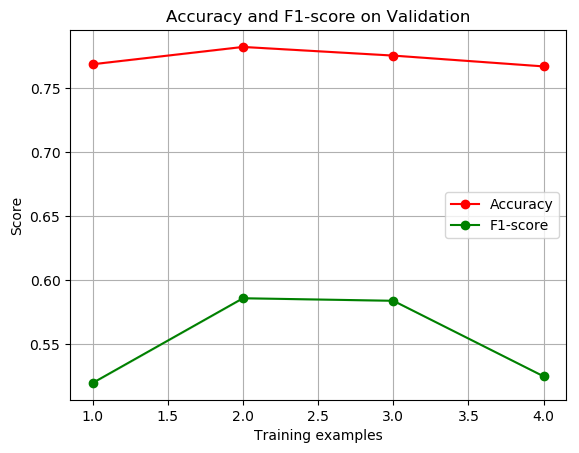 Accuracy and F1-score on Validation
0.75
0.70
0.65
0.60
0.55
Score
Accuracy
F1-score
1.0 1.5 2.0 2.5 3.0 3.5 4.0
Training examples